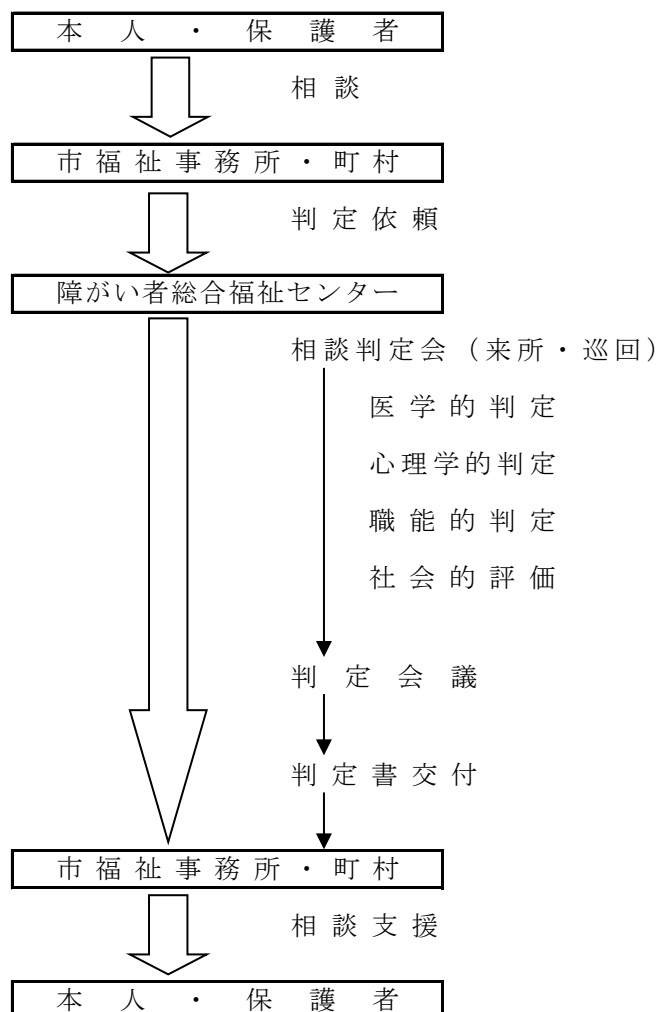 本人・保護者
相談
市福祉事務所・町村
判定依頼
障がい者総合福祉センター
相談判定会（来所・巡回）
医学的判定
心理学的判定
職能的判定
社会的評価
判定会議
判定書交付
市福祉事務所・町村
相談支援
本人・保護者